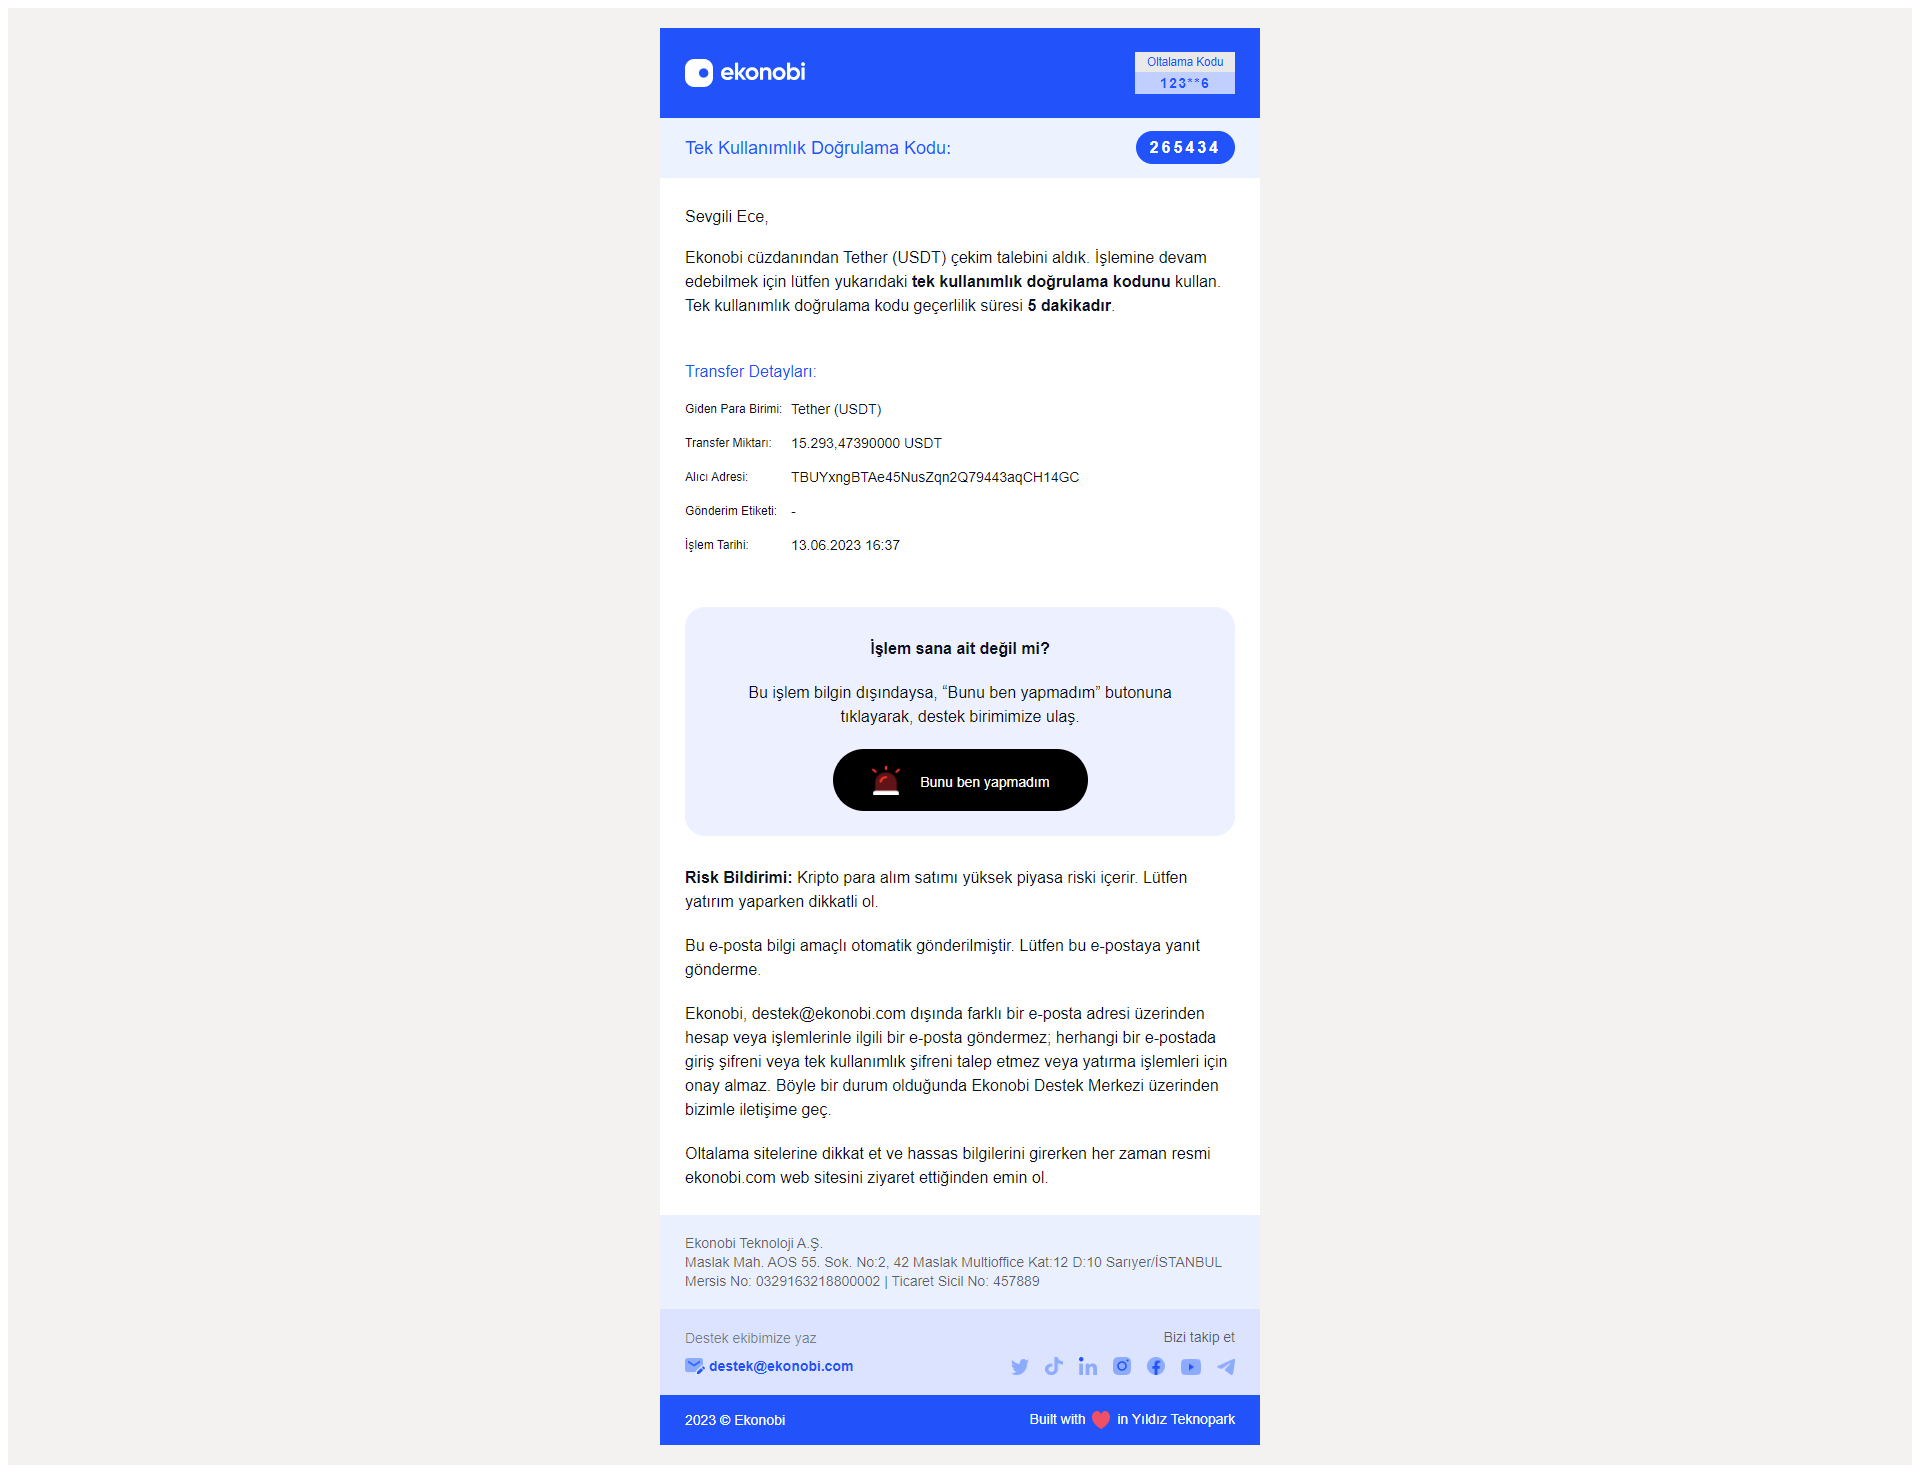 ekonobi
Oltalama Kodu
123**6
Tek Kullanımlık Doğrulama Kodu:
265434
Sevgili Ece,
Ekonobi cüzdanından Tether (USDT) çekim talebini aldık. İşlemine devam
edebilmek için lütfen yukarıdaki tek kullanımlık doğrulama kodunu kullan.
Tek kullanımlık doğrulama kodu geçerlilik süresi 5 dakikadır.
Transfer Detayları:
Giden Para Birimi: Tether (USDT)
Transfer Miktarı: 15.293,47390000 USDT
Alıcı Adresi: TBUYxngBTAe45NusZqn2Q79443aqCH14GC
Gönderim Etiketi: -
İşlem Tarihi: 13.06.2023 16:37
İşlem sana ait değil mi?
Bu işlem bilgin dışındaysa, “Bunu ben yapmadım” butonuna
tıklayarak, destek birimimize ulaş.
Bunu ben yapmadım
Risk Bildirimi: Kripto para alım satımı yüksek piyasa riski içerir. Lütfen
yatırım yaparken dikkatli ol.
Bu e-posta bilgi amaçlı otomatik gönderilmiştir. Lütfen bu e-postaya yanıt
gönderme.
Ekonobi, destek@ekonobi.com dışında farklı bir e-posta adresi üzerinden
hesap veya işlemlerinle ilgili bir e-posta göndermez; herhangi bir e-postada
giriş şifreni veya tek kullanımlık şifreni talep etmez veya yatırma işlemleri için
onay almaz. Böyle bir durum olduğunda Ekonobi Destek Merkezi üzerinden
bizimle iletişime geç.
Oltalama sitelerine dikkat et ve hassas bilgilerini girerken her zaman resmi
ekonobi.com web sitesini ziyaret ettiğinden emin ol.
Ekonobi Teknoloji A.Ş.
Maslak Mah. AOS 55. Sok. No:2, 42 Maslak Multioffice Kat:12 D:10 Sarıyer/İSTANBUL
Mersis No: 0329163218800002 | Ticaret Sicil No: 457889
Destek ekibimize yaz
destek@ekonobi.com
Bizi takip et
2023 © Ekonobi
Built with ❤️ in Yıldız Teknopark